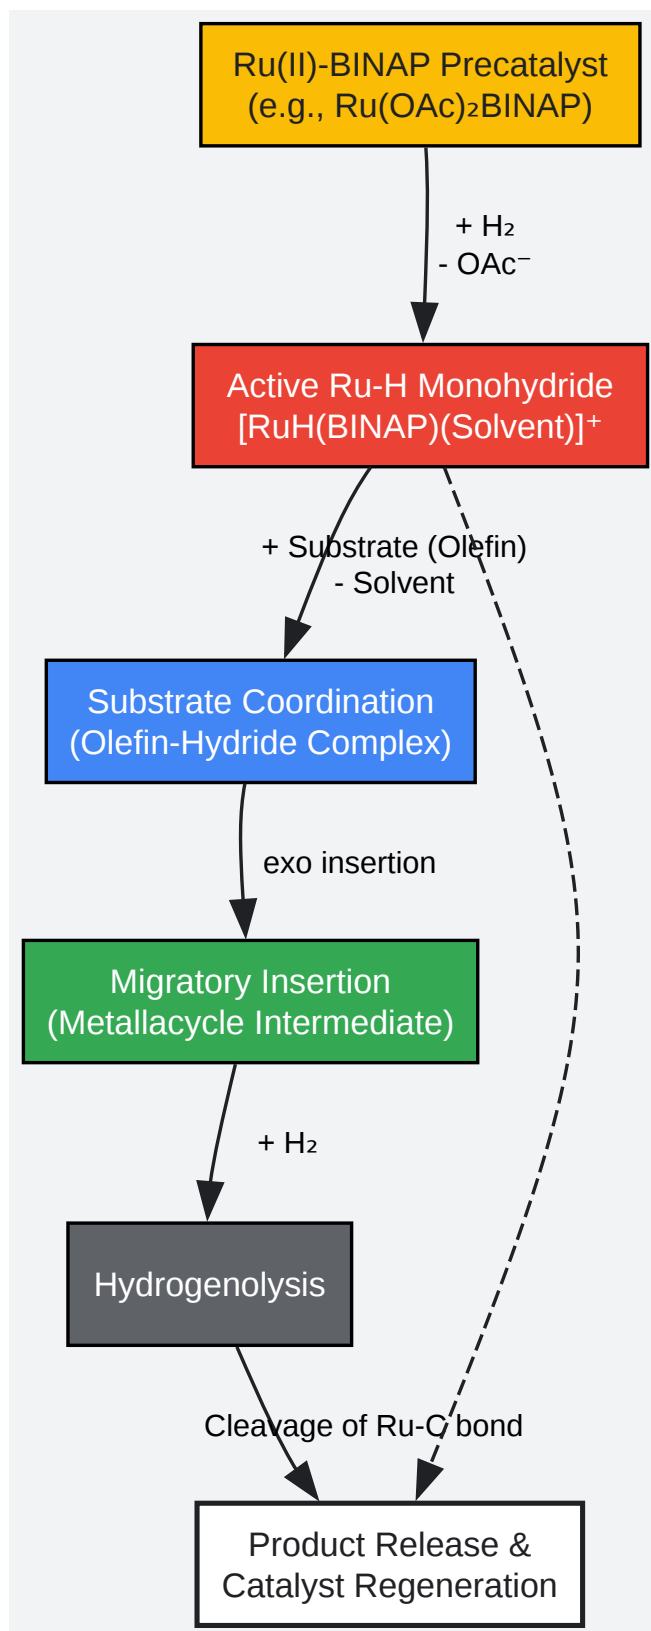 Ru(II)-BINAP Precatalyst
(e.g., Ru(OAc)₂BINAP)
+ H₂
- OAc⁻
Active Ru-H Monohydride
[RuH(BINAP)(Solvent)]⁺
+ Substrate (Olefin)
- Solvent
Substrate Coordination
(Olefin-Hydride Complex)
exo insertion
Migratory Insertion
(Metallacycle Intermediate)
+ H₂
Hydrogenolysis
Cleavage of Ru-C bond
Product Release &
Catalyst Regeneration